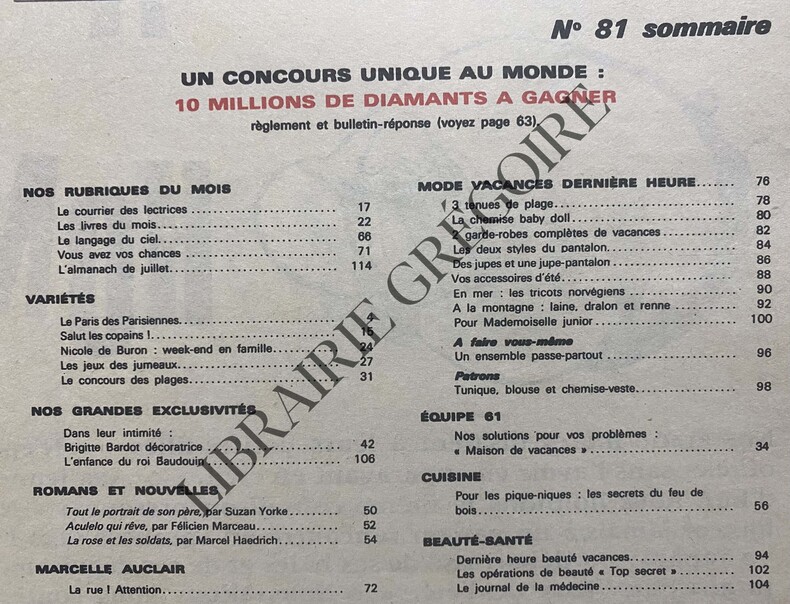 Nº 81 sommaire
UN CONCOURS UNIQUE AU MONDE :
10 MILLIONS DE DIAMANTS A GAGNER
règlement et bulletin-réponse (voyez page 63).
NOS RUBRIQUES DU MOIS
Le courrier des lectrices 17
Les livres du mois 22
Le langage du ciel 66
Vous avez vos chances 71
L'almanach de juillet 114
VARIÉTÉS
Le Paris des Parisiennes 4
Salut les copains ! 15
Nicole de Buron : week-end en famille 24
Les jeux des jumeaux 27
Le concours des plages 31
NOS GRANDES EXCLUSIVITÉS
Dans leur intimité :
Brigitte Bardot décoratrice 42
L'enfance du roi Baudouin 106
ROMANS ET NOUVELLES
Tout le portrait de son père, par Suzan Yorke 50
Aculelo qui rêve, par Félicien Marceau 52
La rose et les soldats, par Marcel Haedrich 54
MARCELLE AUCLAIR
La rue ! Attention 72
MODE VACANCES DERNIÈRE HEURE 76
3 tenues de plage 78
La chemise baby doll 80
2 garde-robes complètes de vacances 82
Les deux styles du pantalon 84
Des jupes et une jupe-pantalon 86
Vos accessoires d'été 88
En mer : les tricots norvégiens 90
A la montagne : laine, dralon et renne 92
Pour Mademoiselle junior 100
A faire vous-même
Un ensemble passe-partout 96
Patrons
Tunique, blouse et chemise-veste 98
ÉQUIPE 61
Nos solutions pour vos problèmes :
« Maison de vacances » 34
CUISINE
Pour les pique-niques : les secrets du feu de
bois 56
BEAUTÉ-SANTÉ
Dernière heure beauté vacances 94
Les opérations de beauté « Top secret » 102
Le journal de la médecine 104
LIBRAIRIE GREGOIRE